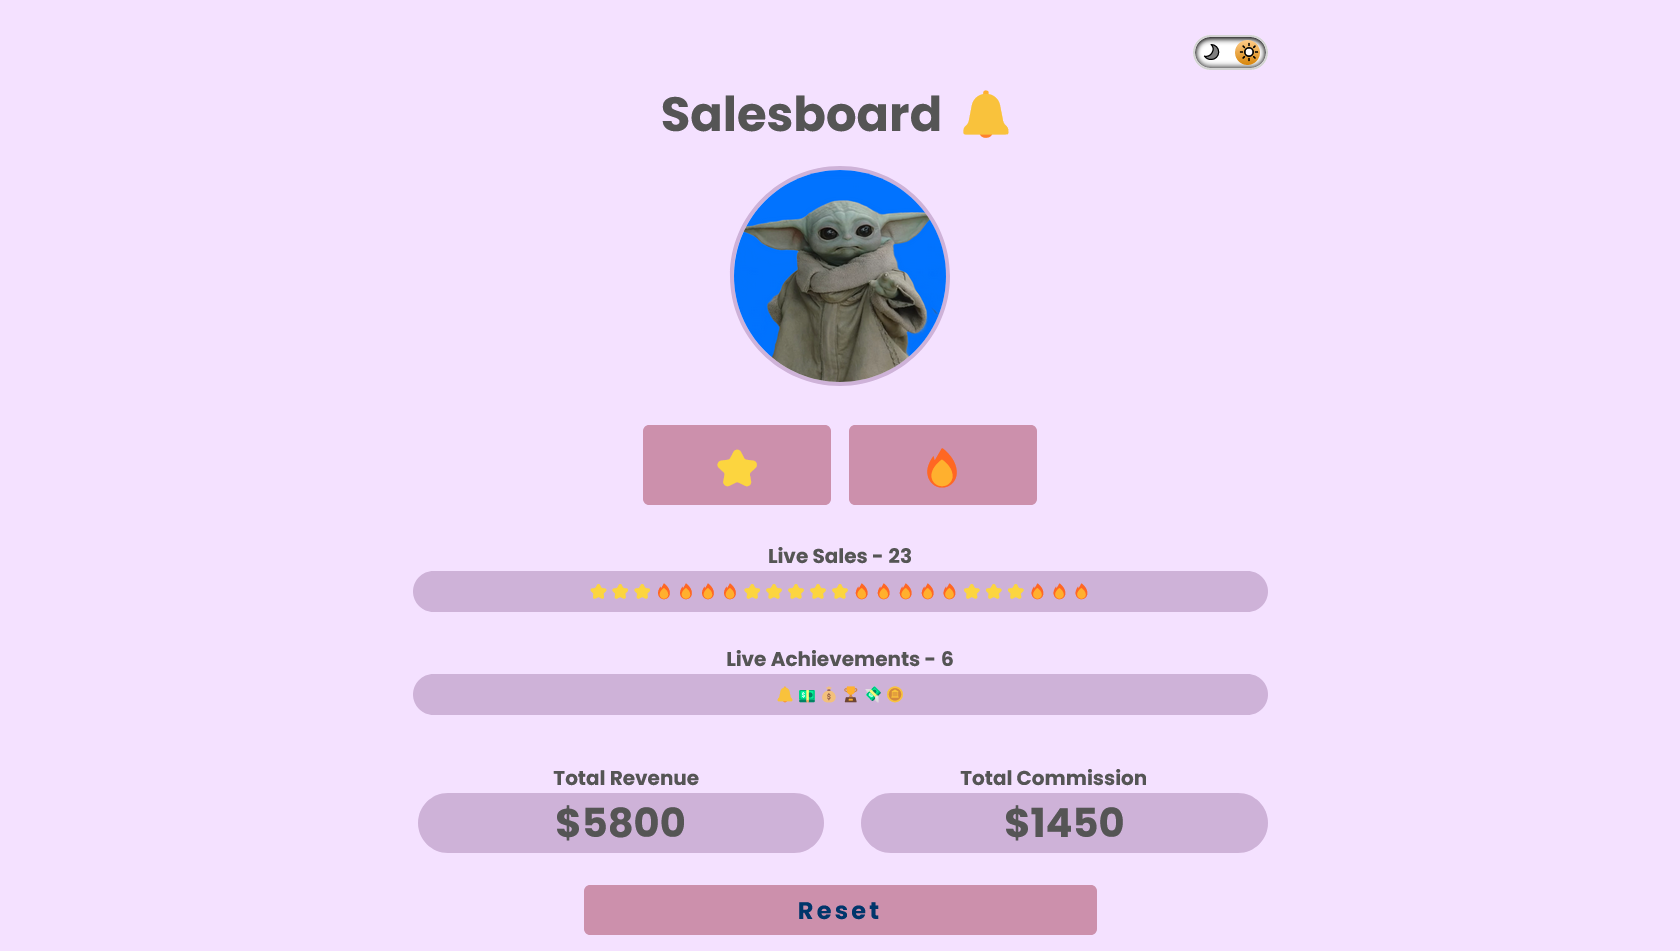 Salesboard
Live Sales - 23
Live Achievements - 6
Total Revenue
Total Commission
$5800
$1450
Reset